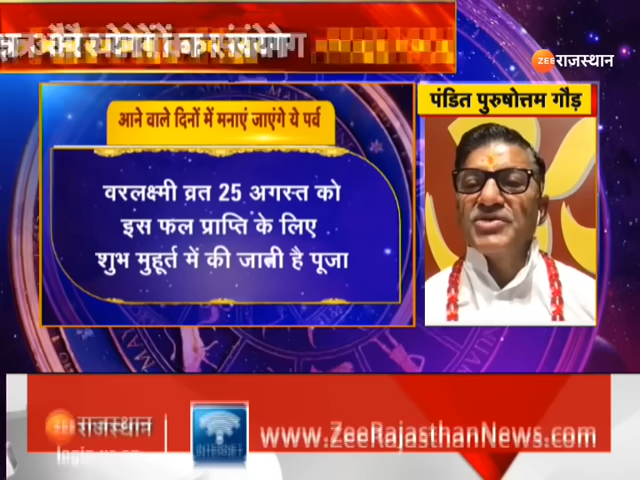 ZEE राजस्थान
पंडित पुरुषोत्तम गौड़
आने वाले दिनों में मनाएं जाएंगे ये पर्व
वरलक्ष्मी व्रत 25 अगस्त को
इस फल प्राप्ति के लिए
शुभ मुहूर्त में की जाती है पूजा
राजस्थान
www.ZeeRajasthanNews.com